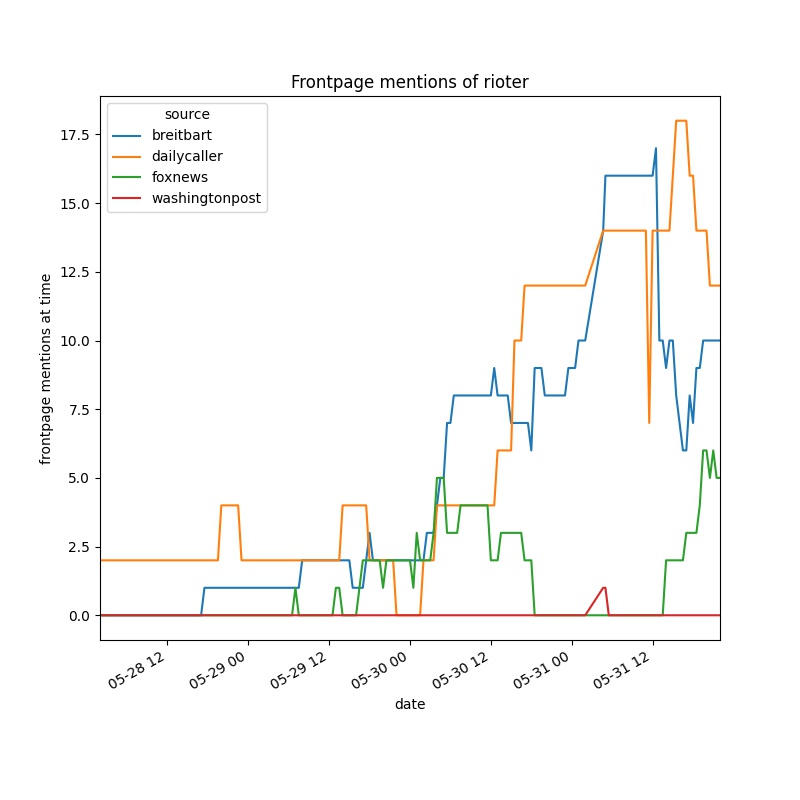 Frontpage mentions of rioter
source
breitbart
dailycaller
foxnews
washingtonpost
17.5
15.0
12.5
10.0
7.5
5.0
2.5
0.0
frontpage mentions at time
05-28 12
05-29 00
05-29 12
05-30 00
05-30 12
05-31 00
05-31 12
date